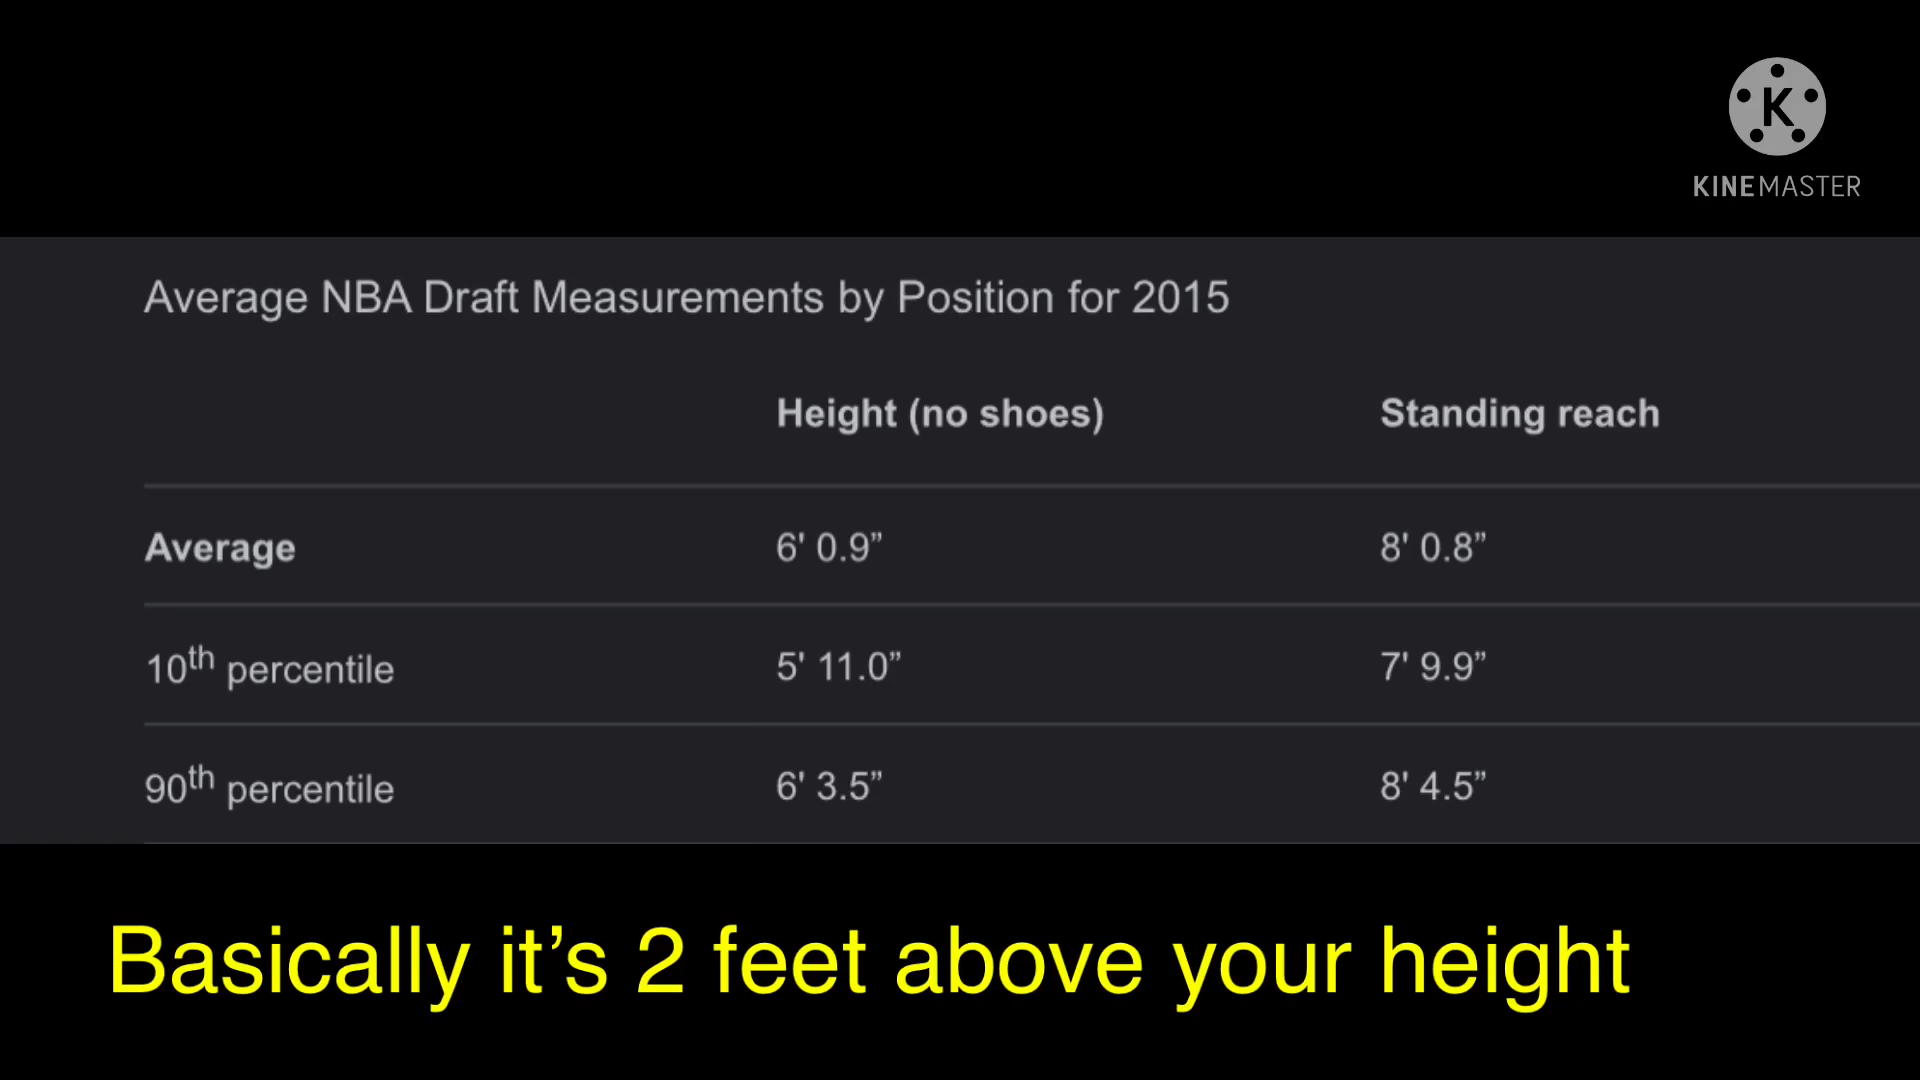 K
KINEMASTER
Average NBA Draft Measurements by Position for 2015
Height (no shoes) Standing reach
Average 6' 0.9” 8' 0.8”
10th percentile 5' 11.0” 7' 9.9”
90th percentile 6' 3.5” 8' 4.5”
Basically it’s 2 feet above your height